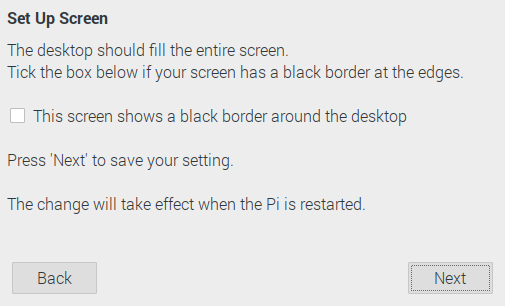 Set Up Screen
The desktop should fill the entire screen.
Tick the box below if your screen has a black border at the edges.
This screen shows a black border around the desktop
Press 'Next' to save your setting.
The change will take effect when the Pi is restarted.
Back
Next